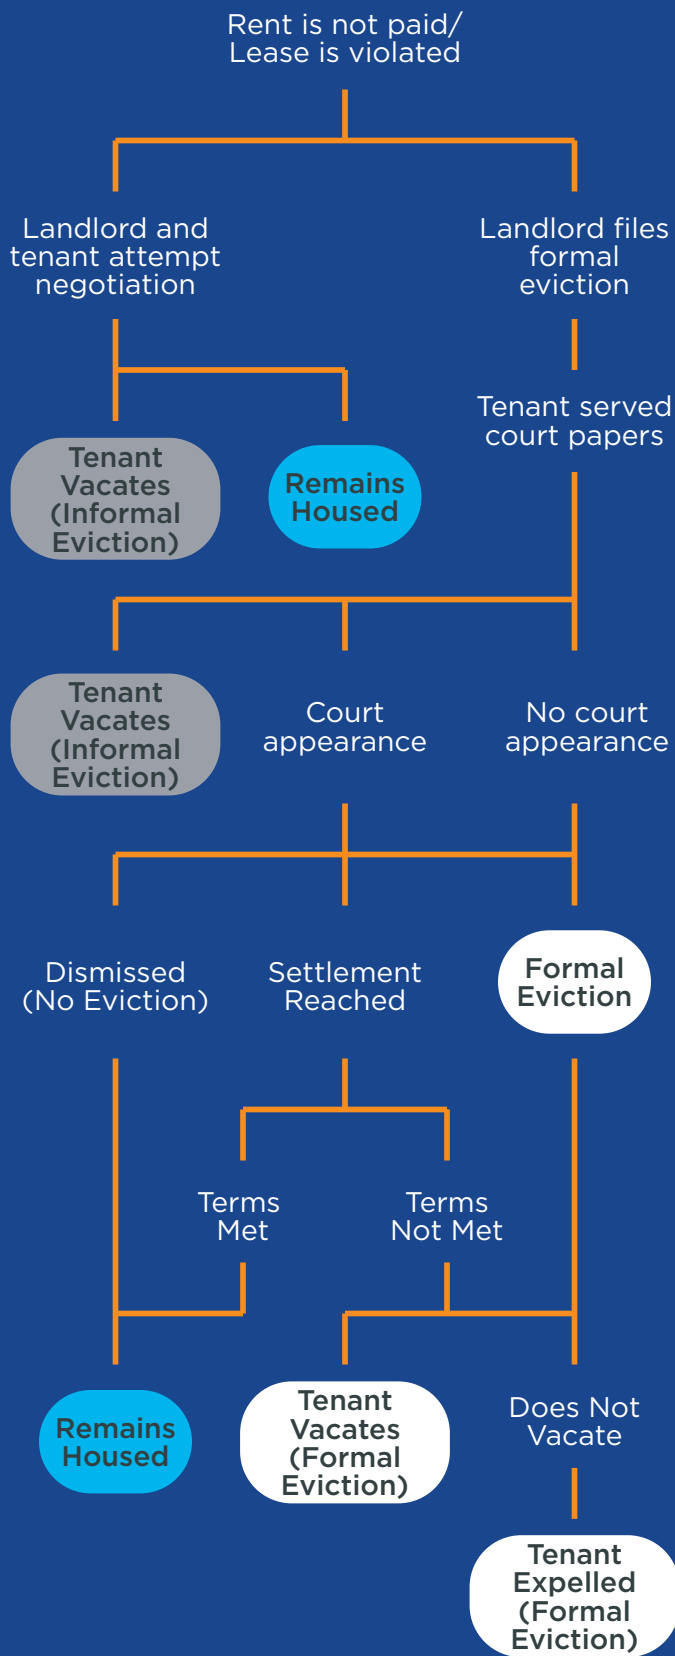 Rent is not paid/
Lease is violated
Landlord and
tenant attempt
negotiation
Landlord files
formal
eviction
Tenant served
court papers
Tenant
Vacates
(Informal
Eviction)
Remains
Housed
Tenant
Vacates
(Informal
Eviction)
Court
appearance
No court
appearance
Dismissed
(No Eviction)
Settlement
Reached
Formal
Eviction
Terms
Met
Terms
Not Met
Remains
Housed
Tenant
Vacates
(Formal
Eviction)
Does Not
Vacate
Tenant
Expelled
(Formal
Eviction)